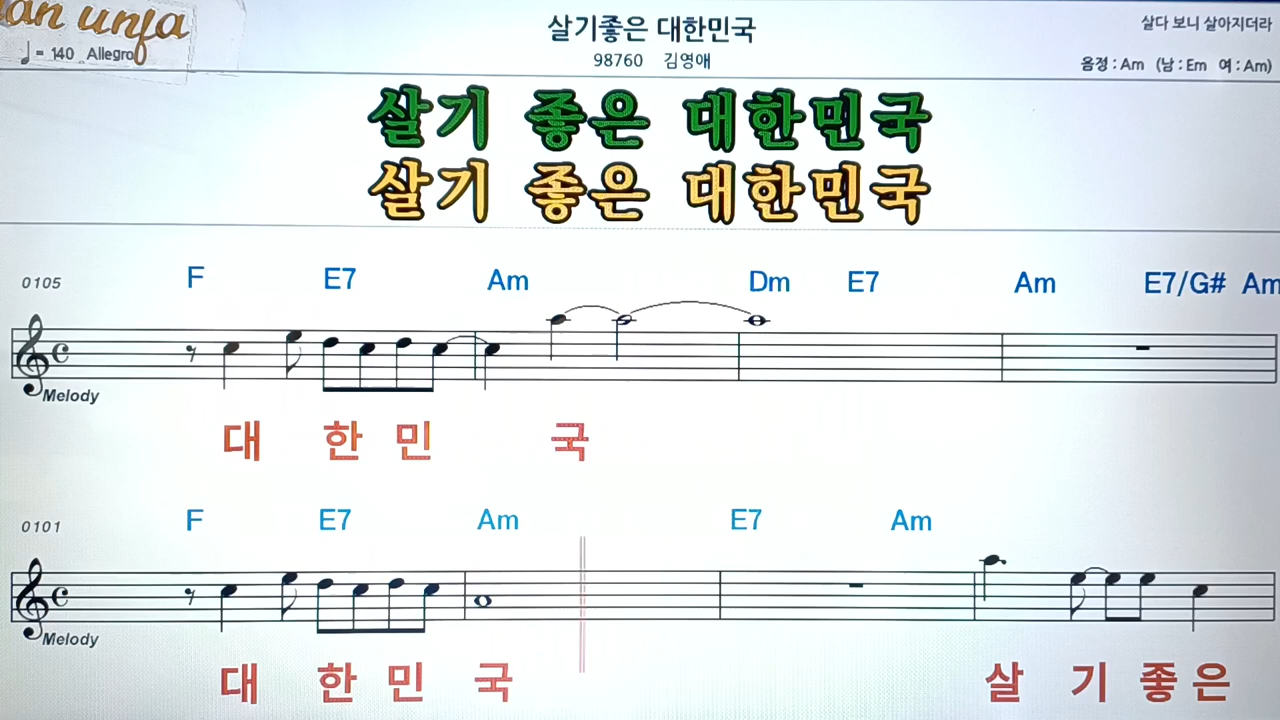 an unja
♩= 140 Allegro
살기좋은 대한민국
98760 김영애
살다 보니 살아지더라
음정 : Am (남 : Em 여 : Am)
살기 좋은 대한민국
살기 좋은 대한민국
0105 F E7 Am Dm E7 Am E7/G# Am
Melody
대 한 민 국
0101 F E7 Am E7 Am
Melody
대 한 민 국 살 기 좋은